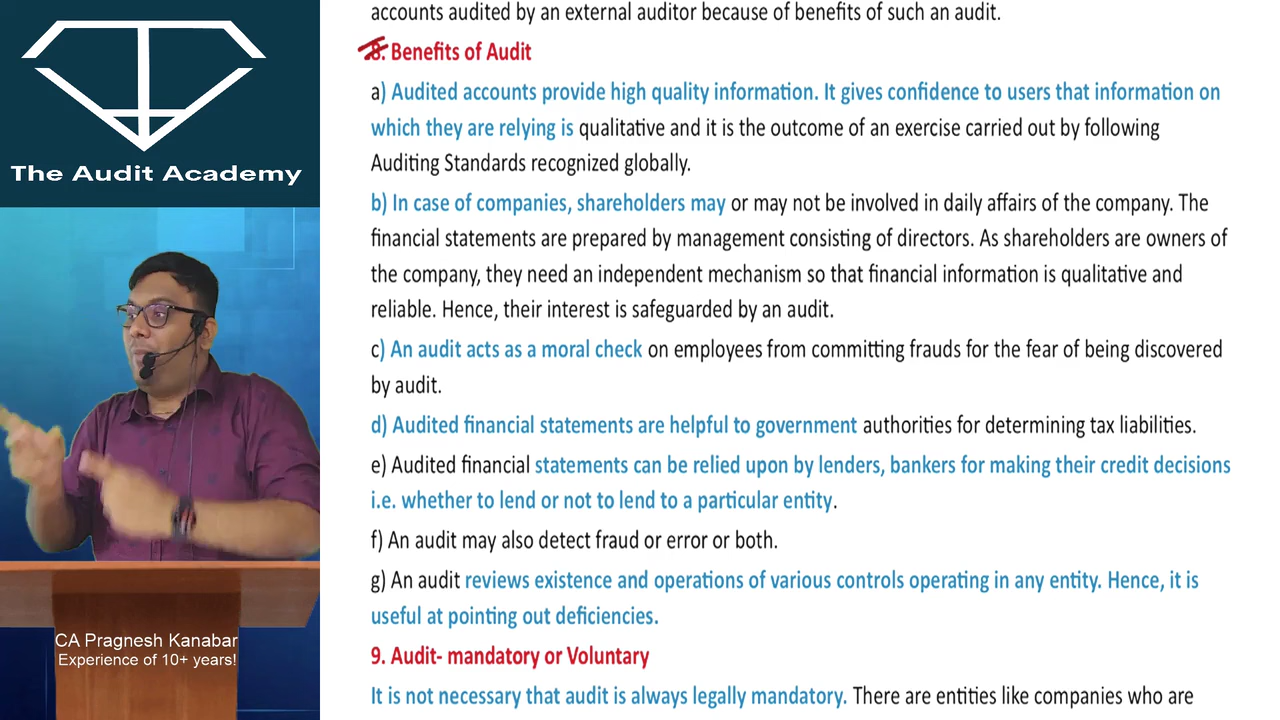 The Audit Academy
CA Pragnesh Kanabar
Experience of 10+ years!
accounts audited by an external auditor because of benefits of such an audit.
8. Benefits of Audit
a) Audited accounts provide high quality information. It gives confidence to users that information on
which they are relying is qualitative and it is the outcome of an exercise carried out by following
Auditing Standards recognized globally.
b) In case of companies, shareholders may or may not be involved in daily affairs of the company. The
financial statements are prepared by management consisting of directors. As shareholders are owners of
the company, they need an independent mechanism so that financial information is qualitative and
reliable. Hence, their interest is safeguarded by an audit.
c) An audit acts as a moral check on employees from committing frauds for the fear of being discovered
by audit.
d) Audited financial statements are helpful to government authorities for determining tax liabilities.
e) Audited financial statements can be relied upon by lenders, bankers for making their credit decisions
i.e. whether to lend or not to lend to a particular entity.
f) An audit may also detect fraud or error or both.
g) An audit reviews existence and operations of various controls operating in any entity. Hence, it is
useful at pointing out deficiencies.
9. Audit- mandatory or Voluntary
It is not necessary that audit is always legally mandatory. There are entities like companies who are